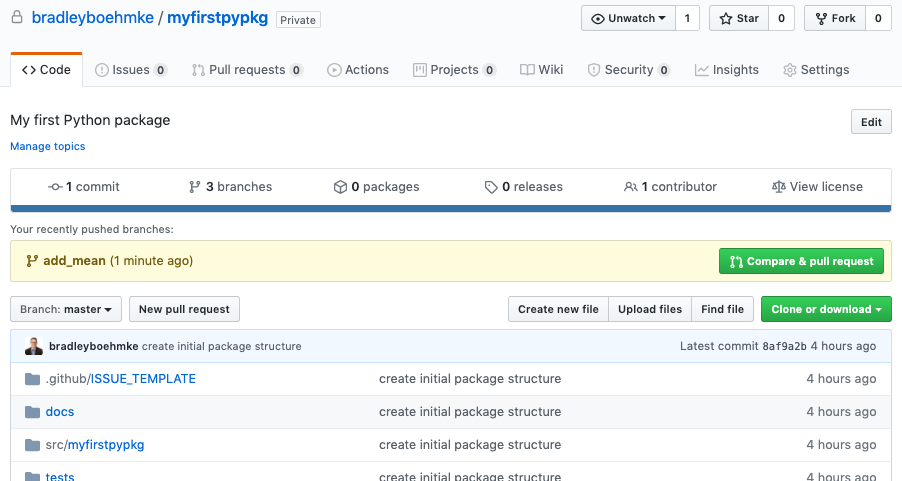 bradleyboehmke / myfirstpypkg Private Unwatch 1 Star 0 Fork 0
Code Issues 0 Pull requests 0 Actions Projects 0 Wiki Security 0 Insights Settings
My first Python package Edit
Manage topics
1 commit 3 branches 0 packages 0 releases 1 contributor View license
Your recently pushed branches:
add_mean (1 minute ago) Compare & pull request
Branch: master New pull request Create new file Upload files Find file Clone or download
bradleyboehmke create initial package structure Latest commit 8af9a2b 4 hours ago
.github/ISSUE_TEMPLATE create initial package structure 4 hours ago
docs create initial package structure 4 hours ago
src/myfirstpypkg create initial package structure 4 hours ago
tests create initial package structure 4 hours ago